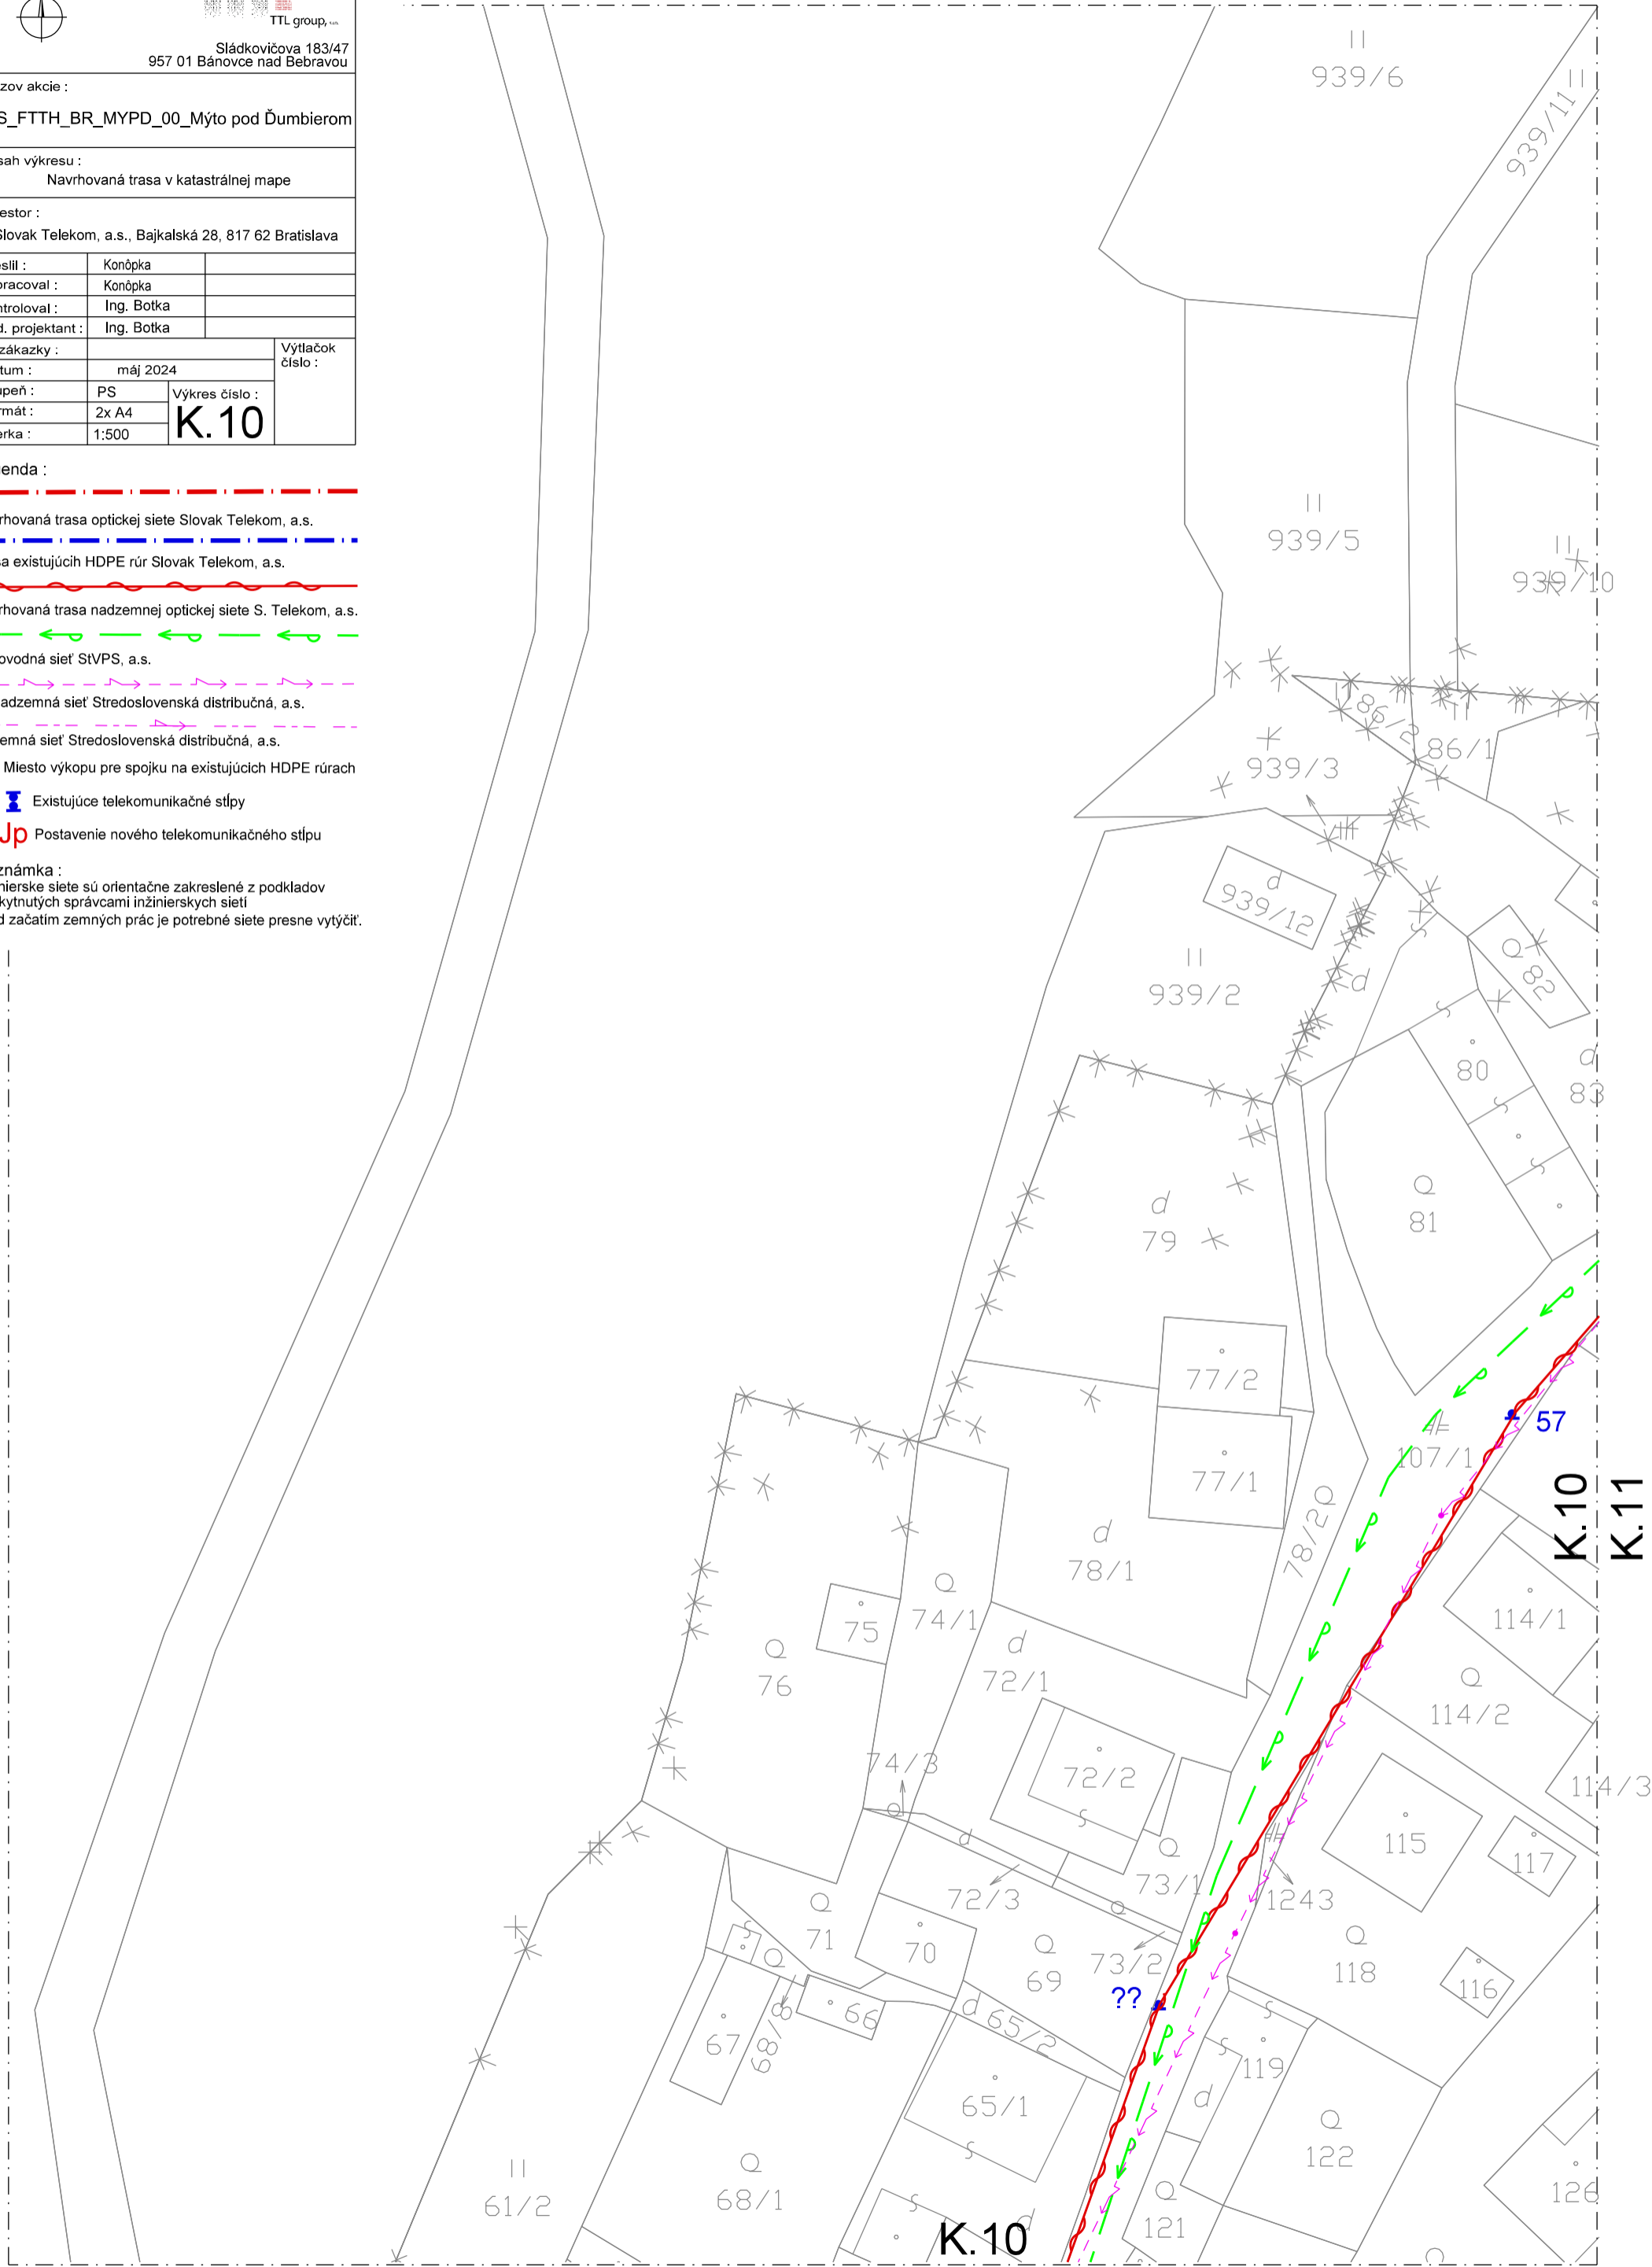 TTL group, s.r.o.
Sládkovičova 183/47
957 01 Bánovce nad Bebravou
zov akcie :
S_FTTH_BR_MYPD_00_Mýto pod Ďumbierom
sah výkresu :
Navrhovaná trasa v katastrálnej mape
estor :
Slovak Telekom, a.s., Bajkalská 28, 817 62 Bratislava
eslil : Konôpka
pracoval : Konôpka
ntroloval : Ing. Botka
d. projektant : Ing. Botka
zákazky :
Výtlačok
číslo :
tum : máj 2024
upeň : PS
Výkres číslo :
rmát : 2x A4
K.10
erka : 1:500
enda :
rhovaná trasa optickej siete Slovak Telekom, a.s.
sa existujúcih HDPE rúr Slovak Telekom, a.s.
rhovaná trasa nadzemnej optickej siete S. Telekom, a.s.
ovodná sieť StVPS, a.s.
adzemná sieť Stredoslovenská distribučná, a.s.
emná sieť Stredoslovenská distribučná, a.s.
Miesto výkopu pre spojku na existujúcich HDPE rúrach
Existujúce telekomunikačné stĺpy
Jp Postavenie nového telekomunikačného stĺpu
známka :
nierske siete sú orientačne zakreslené z podkladov
kytnutých správcami inžinierskych sietí
d začatím zemných prác je potrebné siete presne vytýčiť.
939/6
939/11
939/5
939/10
86/2
86/1
939/3
939/12
939/2
82
80
83
81
79
77/2
77/1
57
107/1
K.10
K.11
78/2
78/1
74/1
75
76
72/1
114/1
114/2
114/3
74/3
72/2
115
117
73/1
72/3
1243
71
70
69
73/2
118
116
??
67
68/8
66
65/2
119
65/1
122
61/2
68/1
121
126
K.10